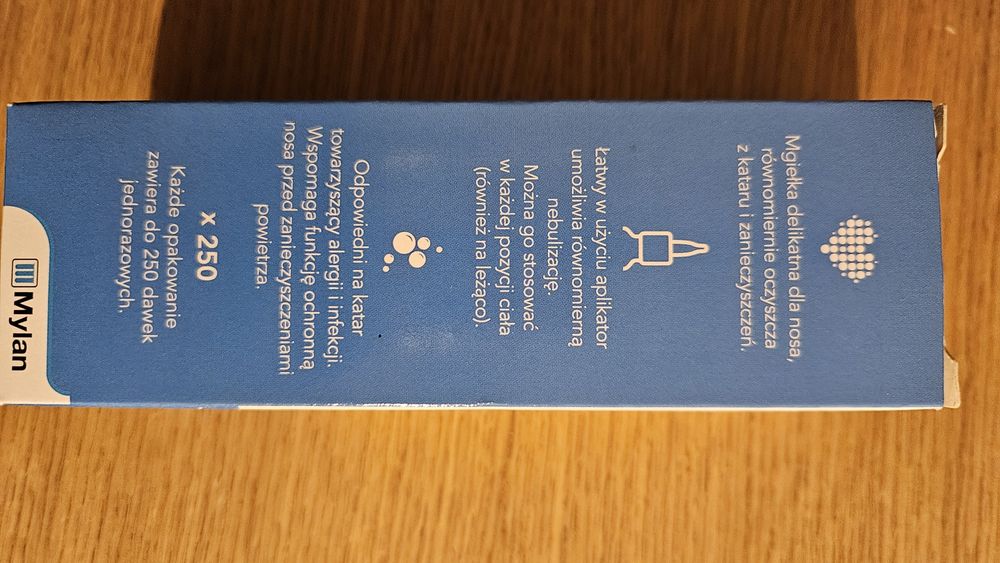 Mgiełka delikatna dla nosa,
równomiernie oczyszcza
z kataru i zanieczyszczeń.
Łatwy w użyciu aplikator
umożliwia równomierną
nebulizację.
Można go stosować
w każdej pozycji ciała
(również na leżąco).
Odpowiedni na katar
towarzyszący alergii i infekcji.
Wspomaga funkcję ochronną
nosa przed zanieczyszczeniami
powietrza.
x 250
Każde opakowanie
zawiera do 250 dawek
jednorazowych.
Mylan